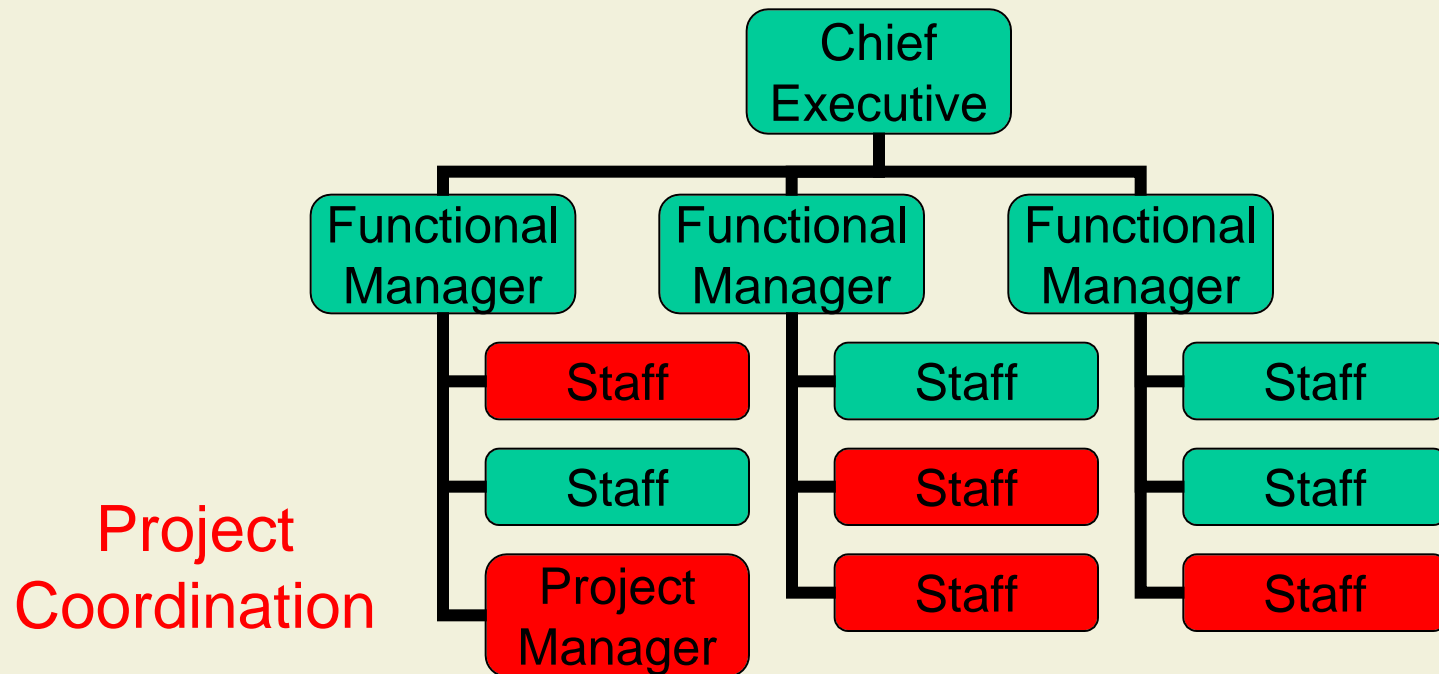 Chief
Executive
Functional
Manager
Functional
Manager
Functional
Manager
Staff
Staff
Staff
Staff
Staff
Staff
Project
Coordination
Project
Manager
Staff
Staff